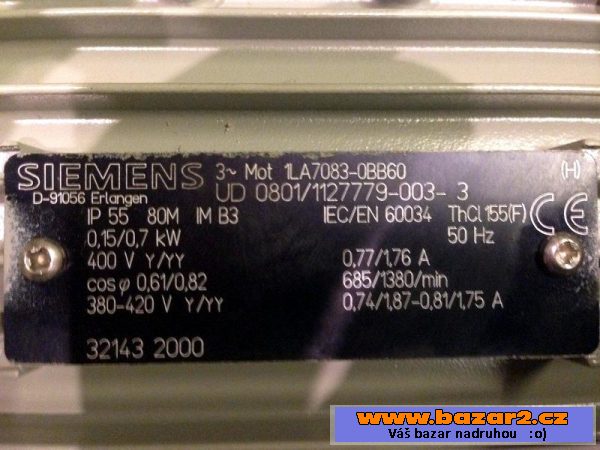 SIEMENS 3~ Mot 1LA7083-0BB60 (H)
D-91056 Erlangen UD 0801/1127779-003- 3
IP 55 80M IM B3 IEC/EN 60034 ThCl.155(F) CE
50 Hz
0,15/0,7 kW
400 V Y/YY 0,77/1,76 A
cos φ 0,61/0,82 685/1380/min
380-420 V Y/YY 0,74/1,87-0,81/1,75 A
32143 2000
www.bazar2.cz
Váš bazar nadruhou :o)